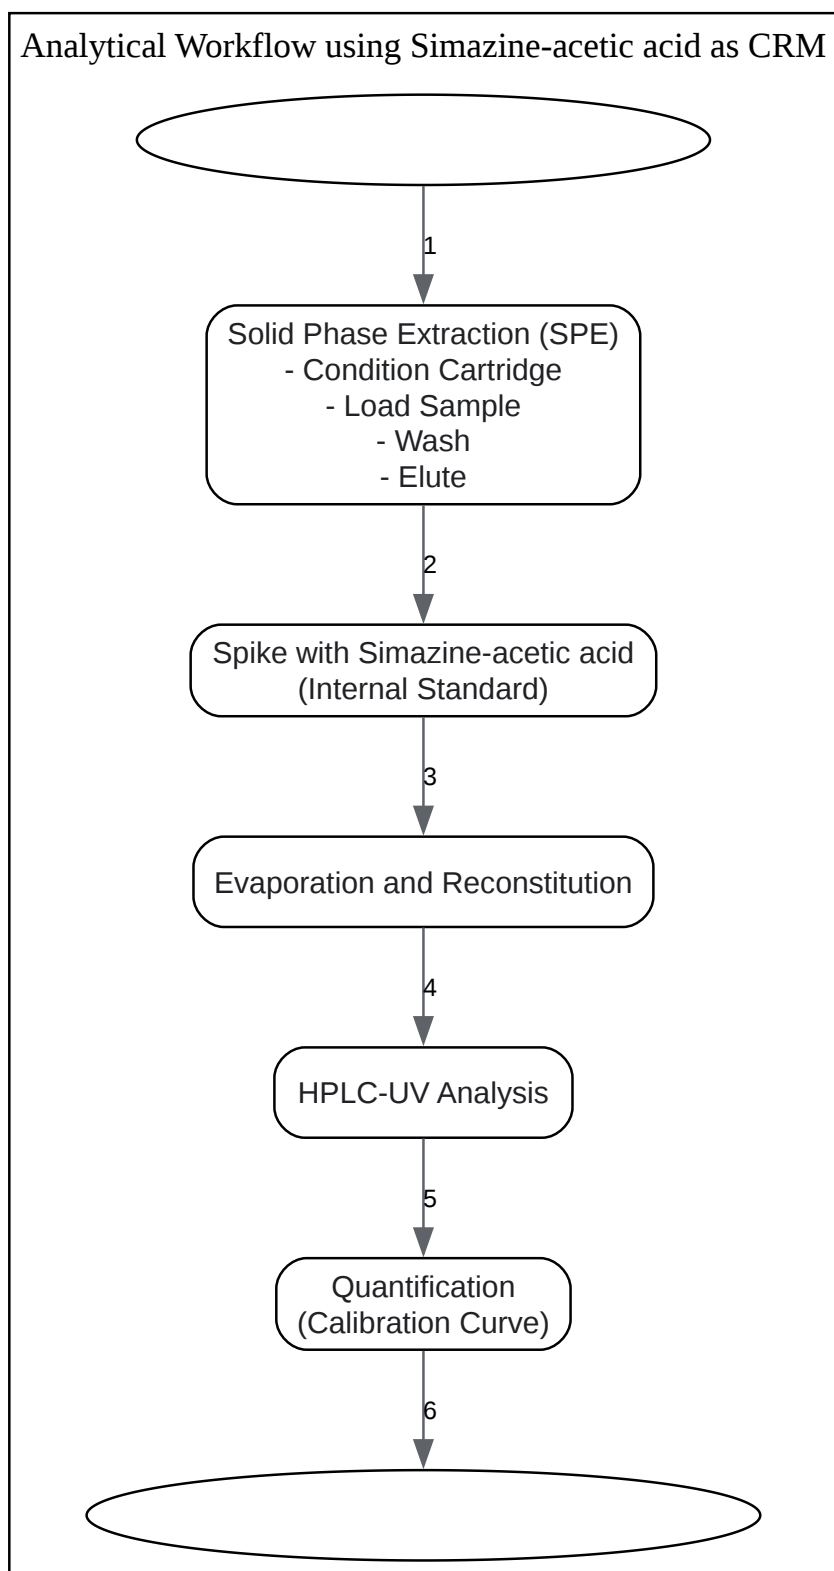 Analytical Workflow using Simazine-acetic acid as CRM
1
Solid Phase Extraction (SPE)
- Condition Cartridge
- Load Sample
- Wash
- Elute
2
Spike with Simazine-acetic acid
(Internal Standard)
3
Evaporation and Reconstitution
4
HPLC-UV Analysis
5
Quantification
(Calibration Curve)
6